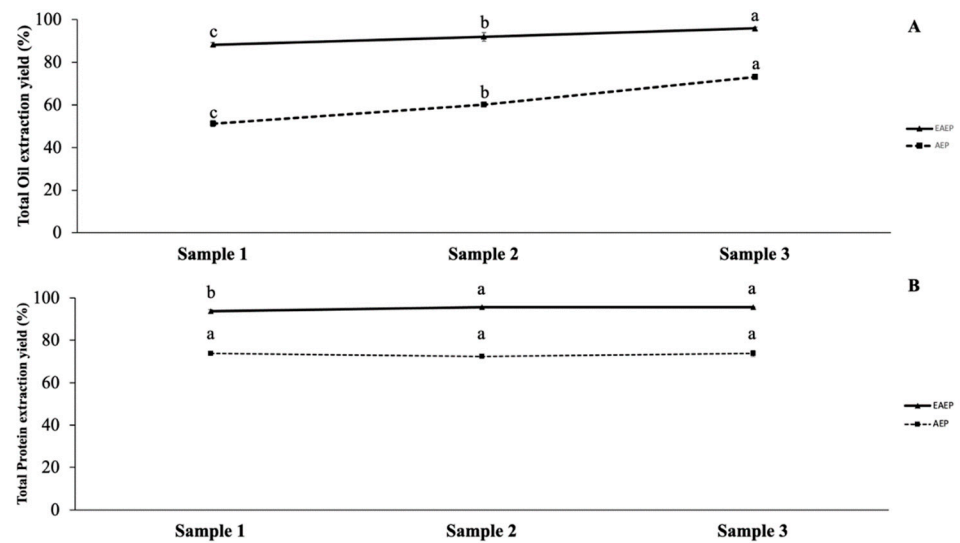 A
Total Oil extraction yield (%)
100
80
60
40
20
0
c
b
a
c
b
a
EAEP
AEP
Sample 1
Sample 2
Sample 3
B
Total Protein extraction yield (%)
100
80
60
40
20
0
b
a
a
a
a
a
EAEP
AEP
Sample 1
Sample 2
Sample 3